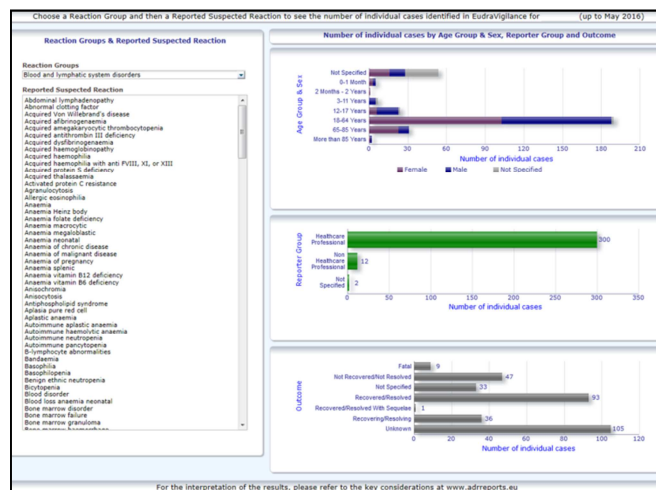 Choose a Reaction Group and then a Reported Suspected Reaction to see the number of individual cases identified in EudraVigilance for (up to May 2016)
Reaction Groups & Reported Suspected Reaction
Reaction Groups
Blood and lymphatic system disorders
Reported Suspected Reaction
Abdominal lymphadenopathy
Abnormal clotting factor
Acquired Von Willebrand's disease
Acquired afibrinogenaemia
Acquired amegakaryocytic thrombocytopenia
Acquired antithrombin III deficiency
Acquired dysfibrinogenaemia
Acquired haemoglobinopathy
Acquired haemophilia
Acquired haemophilia with anti FVIII, XI, or XIII
Acquired protein S deficiency
Acquired thalassaemia
Activated protein C resistance
Agranulocytosis
Allergic eosinophilia
Anaemia
Anaemia Heinz body
Anaemia folate deficiency
Anaemia macrocytic
Anaemia megaloblastic
Anaemia neonatal
Anaemia of chronic disease
Anaemia of malignant disease
Anaemia of pregnancy
Anaemia splenic
Anaemia vitamin B12 deficiency
Anaemia vitamin B6 deficiency
Anisochromia
Anisocytosis
Antiphospholipid syndrome
Aplasia pure red cell
Aplastic anaemia
Autoimmune aplastic anaemia
Autoimmune haemolytic anaemia
Autoimmune neutropenia
Autoimmune pancytopenia
B-lymphocyte abnormalities
Bandaemia
Basophilia
Basophilopenia
Benign ethnic neutropenia
Bicytopenia
Blood disorder
Blood loss anaemia neonatal
Bone marrow disorder
Bone marrow failure
Bone marrow granuloma
Bone marrow haemorrhage
Number of individual cases by Age Group & Sex, Reporter Group and Outcome
Age Group & Sex
Not Specified
0-1 Month
2 Months - 2 Years
3-11 Years
12-17 Years
18-64 Years
65-85 Years
More than 85 Years
0 30 60 90 120 150 180 210
Number of individual cases
Female Male Not Specified
Reporter Group
Healthcare
Professional
300
Non
Healthcare
Professional
12
Not
Specified
2
0 50 100 150 200 250 300 350
Number of individual cases
Outcome
Fatal 9
Not Recovered/Not Resolved 47
Not Specified 33
Recovered/Resolved 93
Recovered/Resolved With Sequelae 1
Recovering/Resolving 36
Unknown 105
0 20 40 60 80 100 120
Number of individual cases
For the interpretation of the results, please refer to the key considerations at www.adrreports.eu